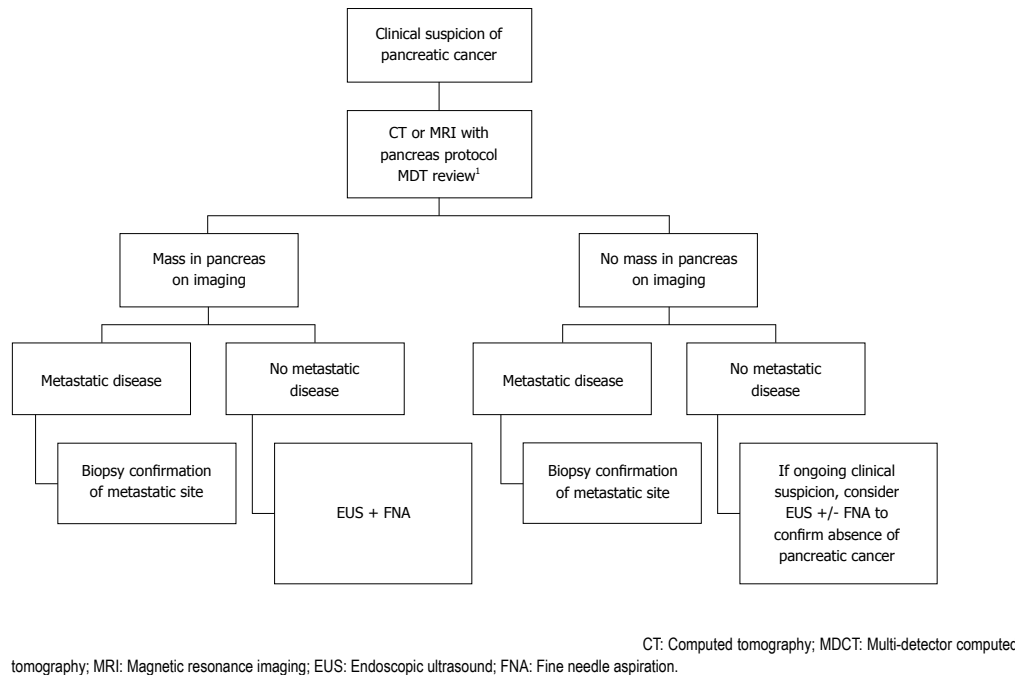 Clinical suspicion of
pancreatic cancer
CT or MRI with
pancreas protocol
MDT review¹
Mass in pancreas
on imaging
No mass in pancreas
on imaging
Metastatic disease
No metastatic
disease
Metastatic disease
No metastatic
disease
Biopsy confirmation
of metastatic site
EUS + FNA
Biopsy confirmation
of metastatic site
If ongoing clinical
suspicion, consider
EUS +/- FNA to
confirm absence of
pancreatic cancer
CT: Computed tomography; MDCT: Multi-detector computed
tomography; MRI: Magnetic resonance imaging; EUS: Endoscopic ultrasound; FNA: Fine needle aspiration.